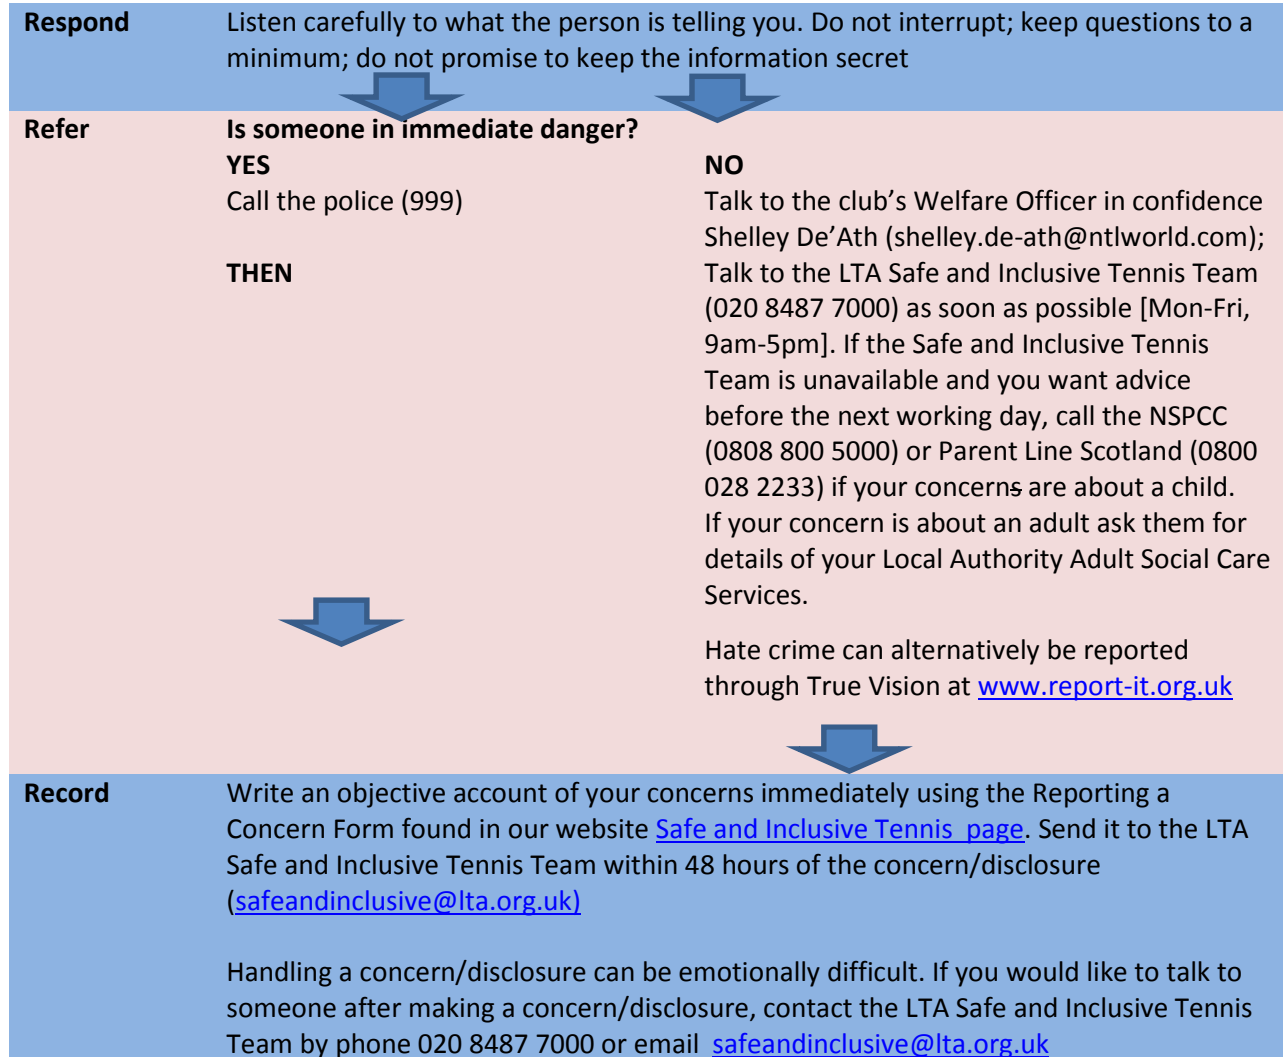 Respond
Listen carefully to what the person is telling you. Do not interrupt; keep questions to a
minimum; do not promise to keep the information secret
Refer
Is someone in immediate danger?
YES
Call the police (999)
THEN
NO
Talk to the club’s Welfare Officer in confidence
Shelley De’Ath (shelley.de-ath@ntlworld.com);
Talk to the LTA Safe and Inclusive Tennis Team
(020 8487 7000) as soon as possible [Mon-Fri,
9am-5pm]. If the Safe and Inclusive Tennis
Team is unavailable and you want advice
before the next working day, call the NSPCC
(0808 800 5000) or Parent Line Scotland (0800
028 2233) if your concerns are about a child.
If your concern is about an adult ask them for
details of your Local Authority Adult Social Care
Services.
Hate crime can alternatively be reported
through True Vision at www.report-it.org.uk
Record
Write an objective account of your concerns immediately using the Reporting a
Concern Form found in our website Safe and Inclusive Tennis  page. Send it to the LTA
Safe and Inclusive Tennis Team within 48 hours of the concern/disclosure
(safeandinclusive@lta.org.uk)
Handling a concern/disclosure can be emotionally difficult. If you would like to talk to
someone after making a concern/disclosure, contact the LTA Safe and Inclusive Tennis
Team by phone 020 8487 7000 or email  safeandinclusive@lta.org.uk